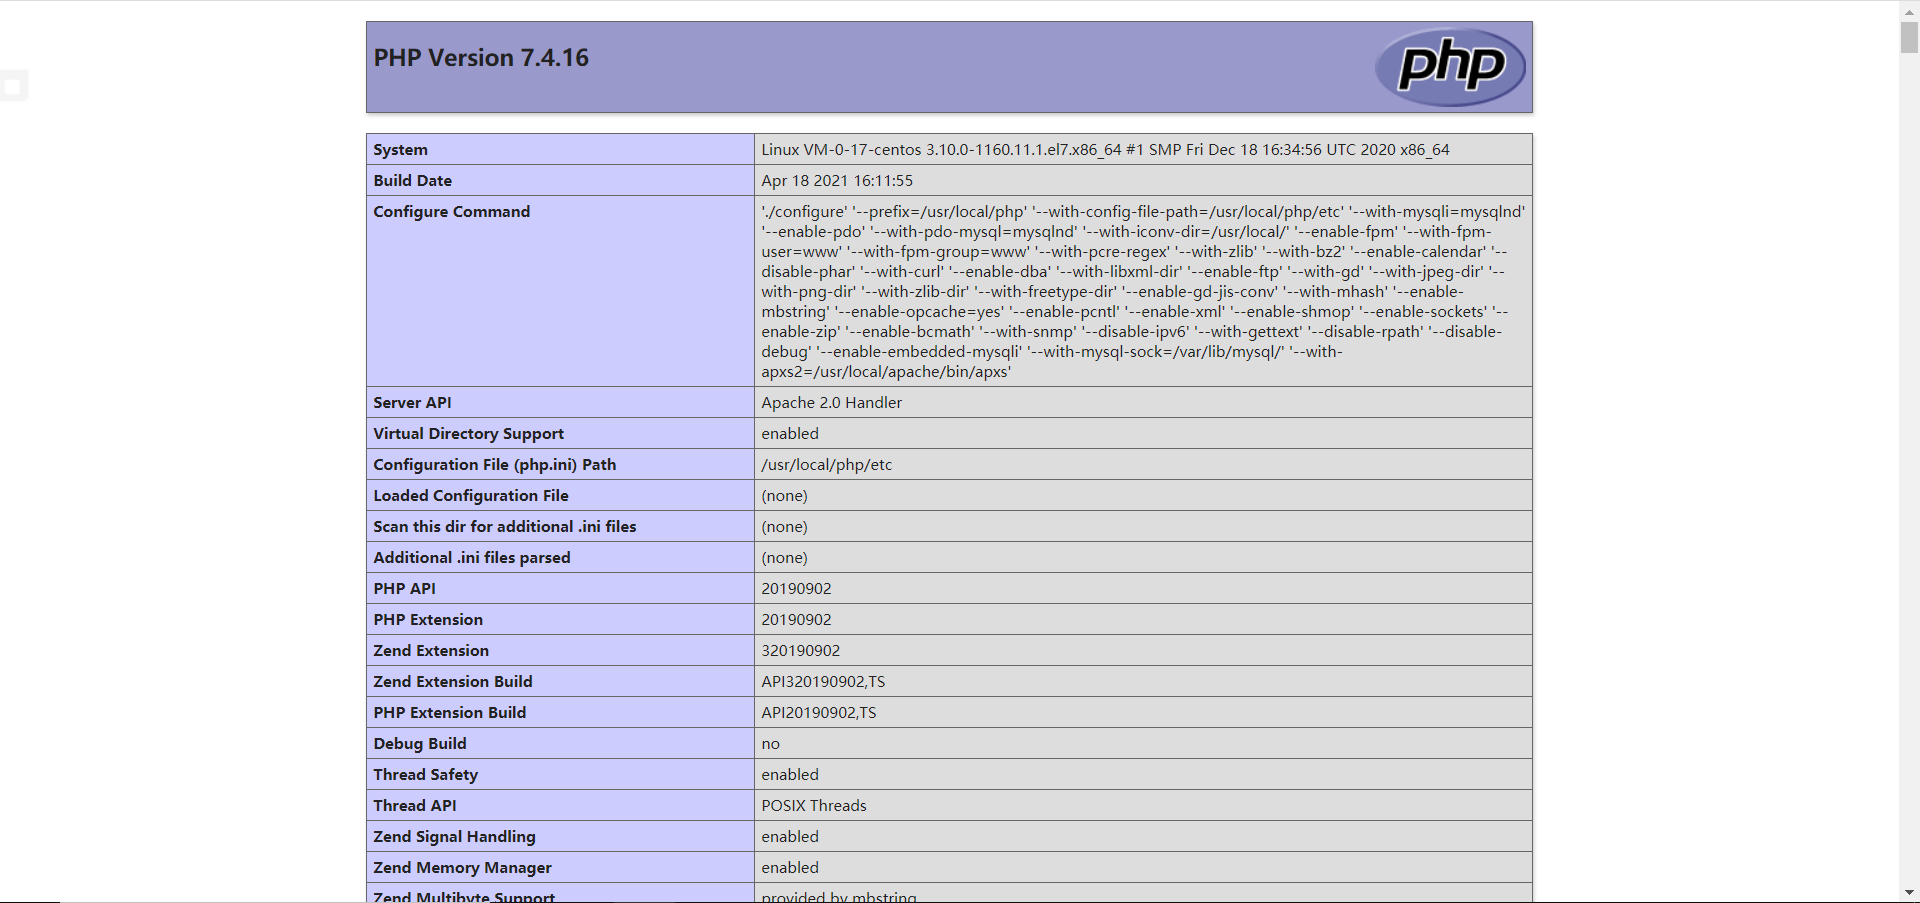 PHP Version 7.4.16
php
System Linux VM-0-17-centos 3.10.0-1160.11.1.el7.x86_64 #1 SMP Fri Dec 18 16:34:56 UTC 2020 x86_64
Build Date Apr 18 2021 16:11:55
Configure Command './configure' '--prefix=/usr/local/php' '--with-config-file-path=/usr/local/php/etc' '--with-mysqli=mysqlnd'
'--enable-pdo' '--with-pdo-mysql=mysqlnd' '--with-iconv-dir=/usr/local/' '--enable-fpm' '--with-fpm-
user=www' '--with-fpm-group=www' '--with-pcre-regex' '--with-zlib' '--with-bz2' '--enable-calendar' '--
disable-phar' '--with-curl' '--enable-dba' '--with-libxml-dir' '--enable-ftp' '--with-gd' '--with-jpeg-dir' '--
with-png-dir' '--with-zlib-dir' '--with-freetype-dir' '--enable-gd-jis-conv' '--with-mhash' '--enable-
mbstring' '--enable-opcache=yes' '--enable-pcntl' '--enable-xml' '--enable-shmop' '--enable-sockets' '--
enable-zip' '--enable-bcmath' '--with-snmp' '--disable-ipv6' '--with-gettext' '--disable-rpath' '--disable-
debug' '--enable-embedded-mysqli' '--with-mysql-sock=/var/lib/mysql/' '--with-
apxs2=/usr/local/apache/bin/apxs'
Server API Apache 2.0 Handler
Virtual Directory Support enabled
Configuration File (php.ini) Path /usr/local/php/etc
Loaded Configuration File (none)
Scan this dir for additional .ini files (none)
Additional .ini files parsed (none)
PHP API 20190902
PHP Extension 20190902
Zend Extension 320190902
Zend Extension Build API320190902,TS
PHP Extension Build API20190902,TS
Debug Build no
Thread Safety enabled
Thread API POSIX Threads
Zend Signal Handling enabled
Zend Memory Manager enabled
Zend Multibyte Support provided by mbstring